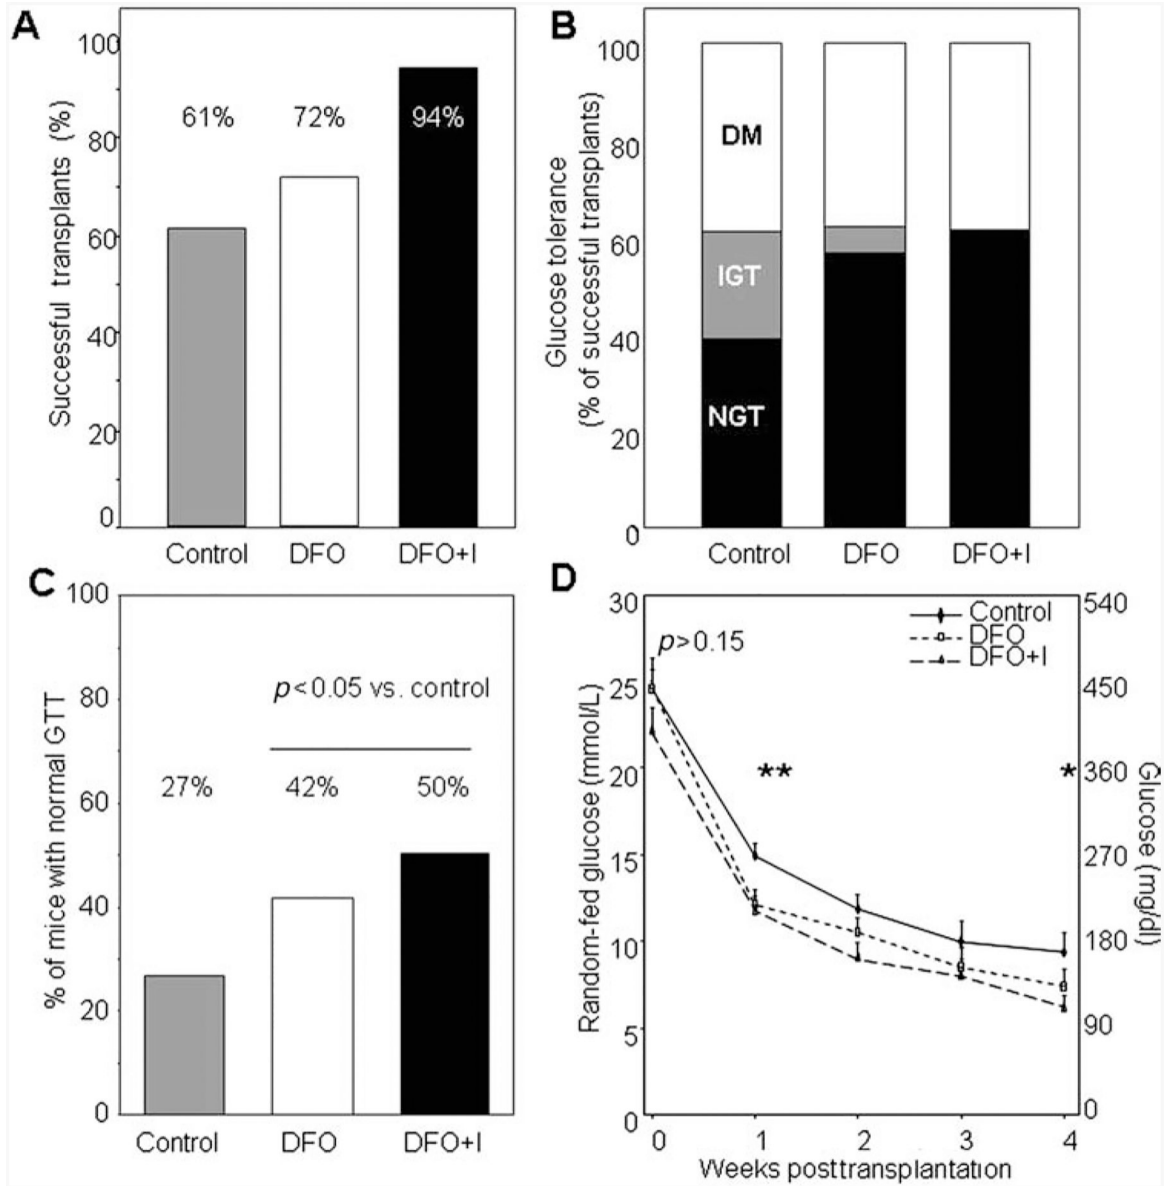 A
Successful transplants (%)
100
80
60
40
20
0
61%
72%
94%
Control
DFO
DFO+I
B
Glucose tolerance
(% of successful transplants)
100
80
60
40
20
0
DM
IGT
NGT
Control
DFO
DFO+I
C
% of mice with normal GTT
100
80
60
40
20
0
p<0.05 vs. control
27%
42%
50%
Control
DFO
DFO+I
D
Random-fed glucose (mmol/L)
30
25
20
15
10
5
0
p>0.15
Control
DFO
DFO+I
**
*
540
450
360
270
180
90
0
Glucose (mg/dl)
0
1
2
3
4
Weeks posttransplantation